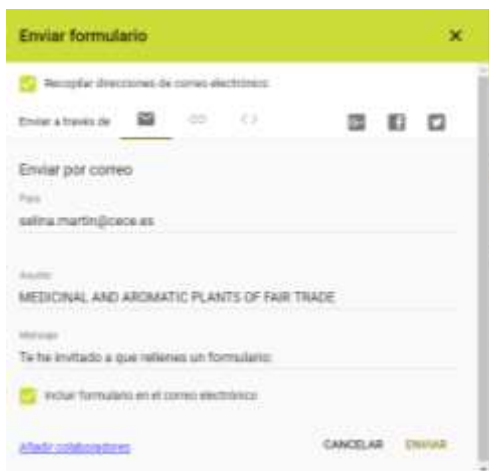 Enviar formulario
Recopilar direcciones de correo electrónico
Enviar a través de
Enviar por correo
Para
salina.martin@cece.es
Asunto
MEDICINAL AND AROMATIC PLANTS OF FAIR TRADE
Mensaje
Te he invitado a que rellenes un formulario:
Incluir formulario en el correo electrónico
Añadir colaboradores
CANCELAR ENVIAR